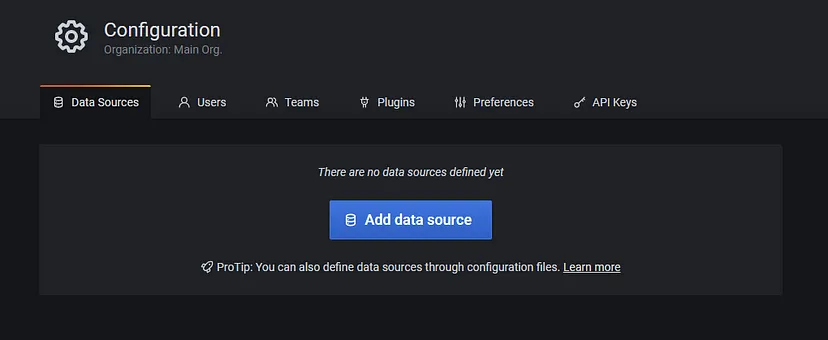 Configuration
Organization: Main Org.
Data Sources Users Teams Plugins Preferences API Keys
There are no data sources defined yet
Add data source
ProTip: You can also define data sources through configuration files. Learn more